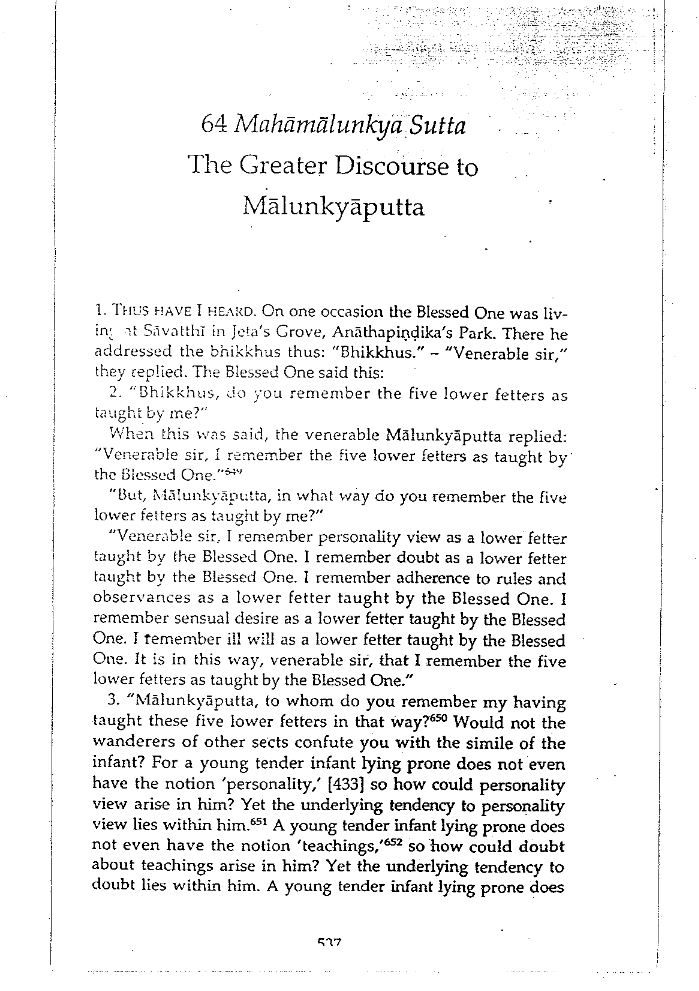 64 Mahāmālunkya Sutta
The Greater Discourse to
Mālunkyāputta
1. THUS HAVE I HEARD. On one occasion the Blessed One was liv-
ing at Sāvatthī in Jeta's Grove, Anāthapiṇḍika's Park. There he
addressed the bhikkhus thus: "Bhikkhus." – "Venerable sir,"
they replied. The Blessed One said this:
2. "Bhikkhus, do you remember the five lower fetters as
taught by me?"
When this was said, the venerable Mālunkyāputta replied:
"Venerable sir, I remember the five lower fetters as taught by
the Blessed One."649
"But, Mālunkyāputta, in what way do you remember the five
lower fetters as taught by me?"
"Venerable sir, I remember personality view as a lower fetter
taught by the Blessed One. I remember doubt as a lower fetter
taught by the Blessed One. I remember adherence to rules and
observances as a lower fetter taught by the Blessed One. I
remember sensual desire as a lower fetter taught by the Blessed
One. I remember ill will as a lower fetter taught by the Blessed
One. It is in this way, venerable sir, that I remember the five
lower fetters as taught by the Blessed One."
3. "Mālunkyāputta, to whom do you remember my having
taught these five lower fetters in that way?650 Would not the
wanderers of other sects confute you with the simile of the
infant? For a young tender infant lying prone does not even
have the notion 'personality,' [433] so how could personality
view arise in him? Yet the underlying tendency to personality
view lies within him.651 A young tender infant lying prone does
not even have the notion 'teachings,'652 so how could doubt
about teachings arise in him? Yet the underlying tendency to
doubt lies within him. A young tender infant lying prone does
537